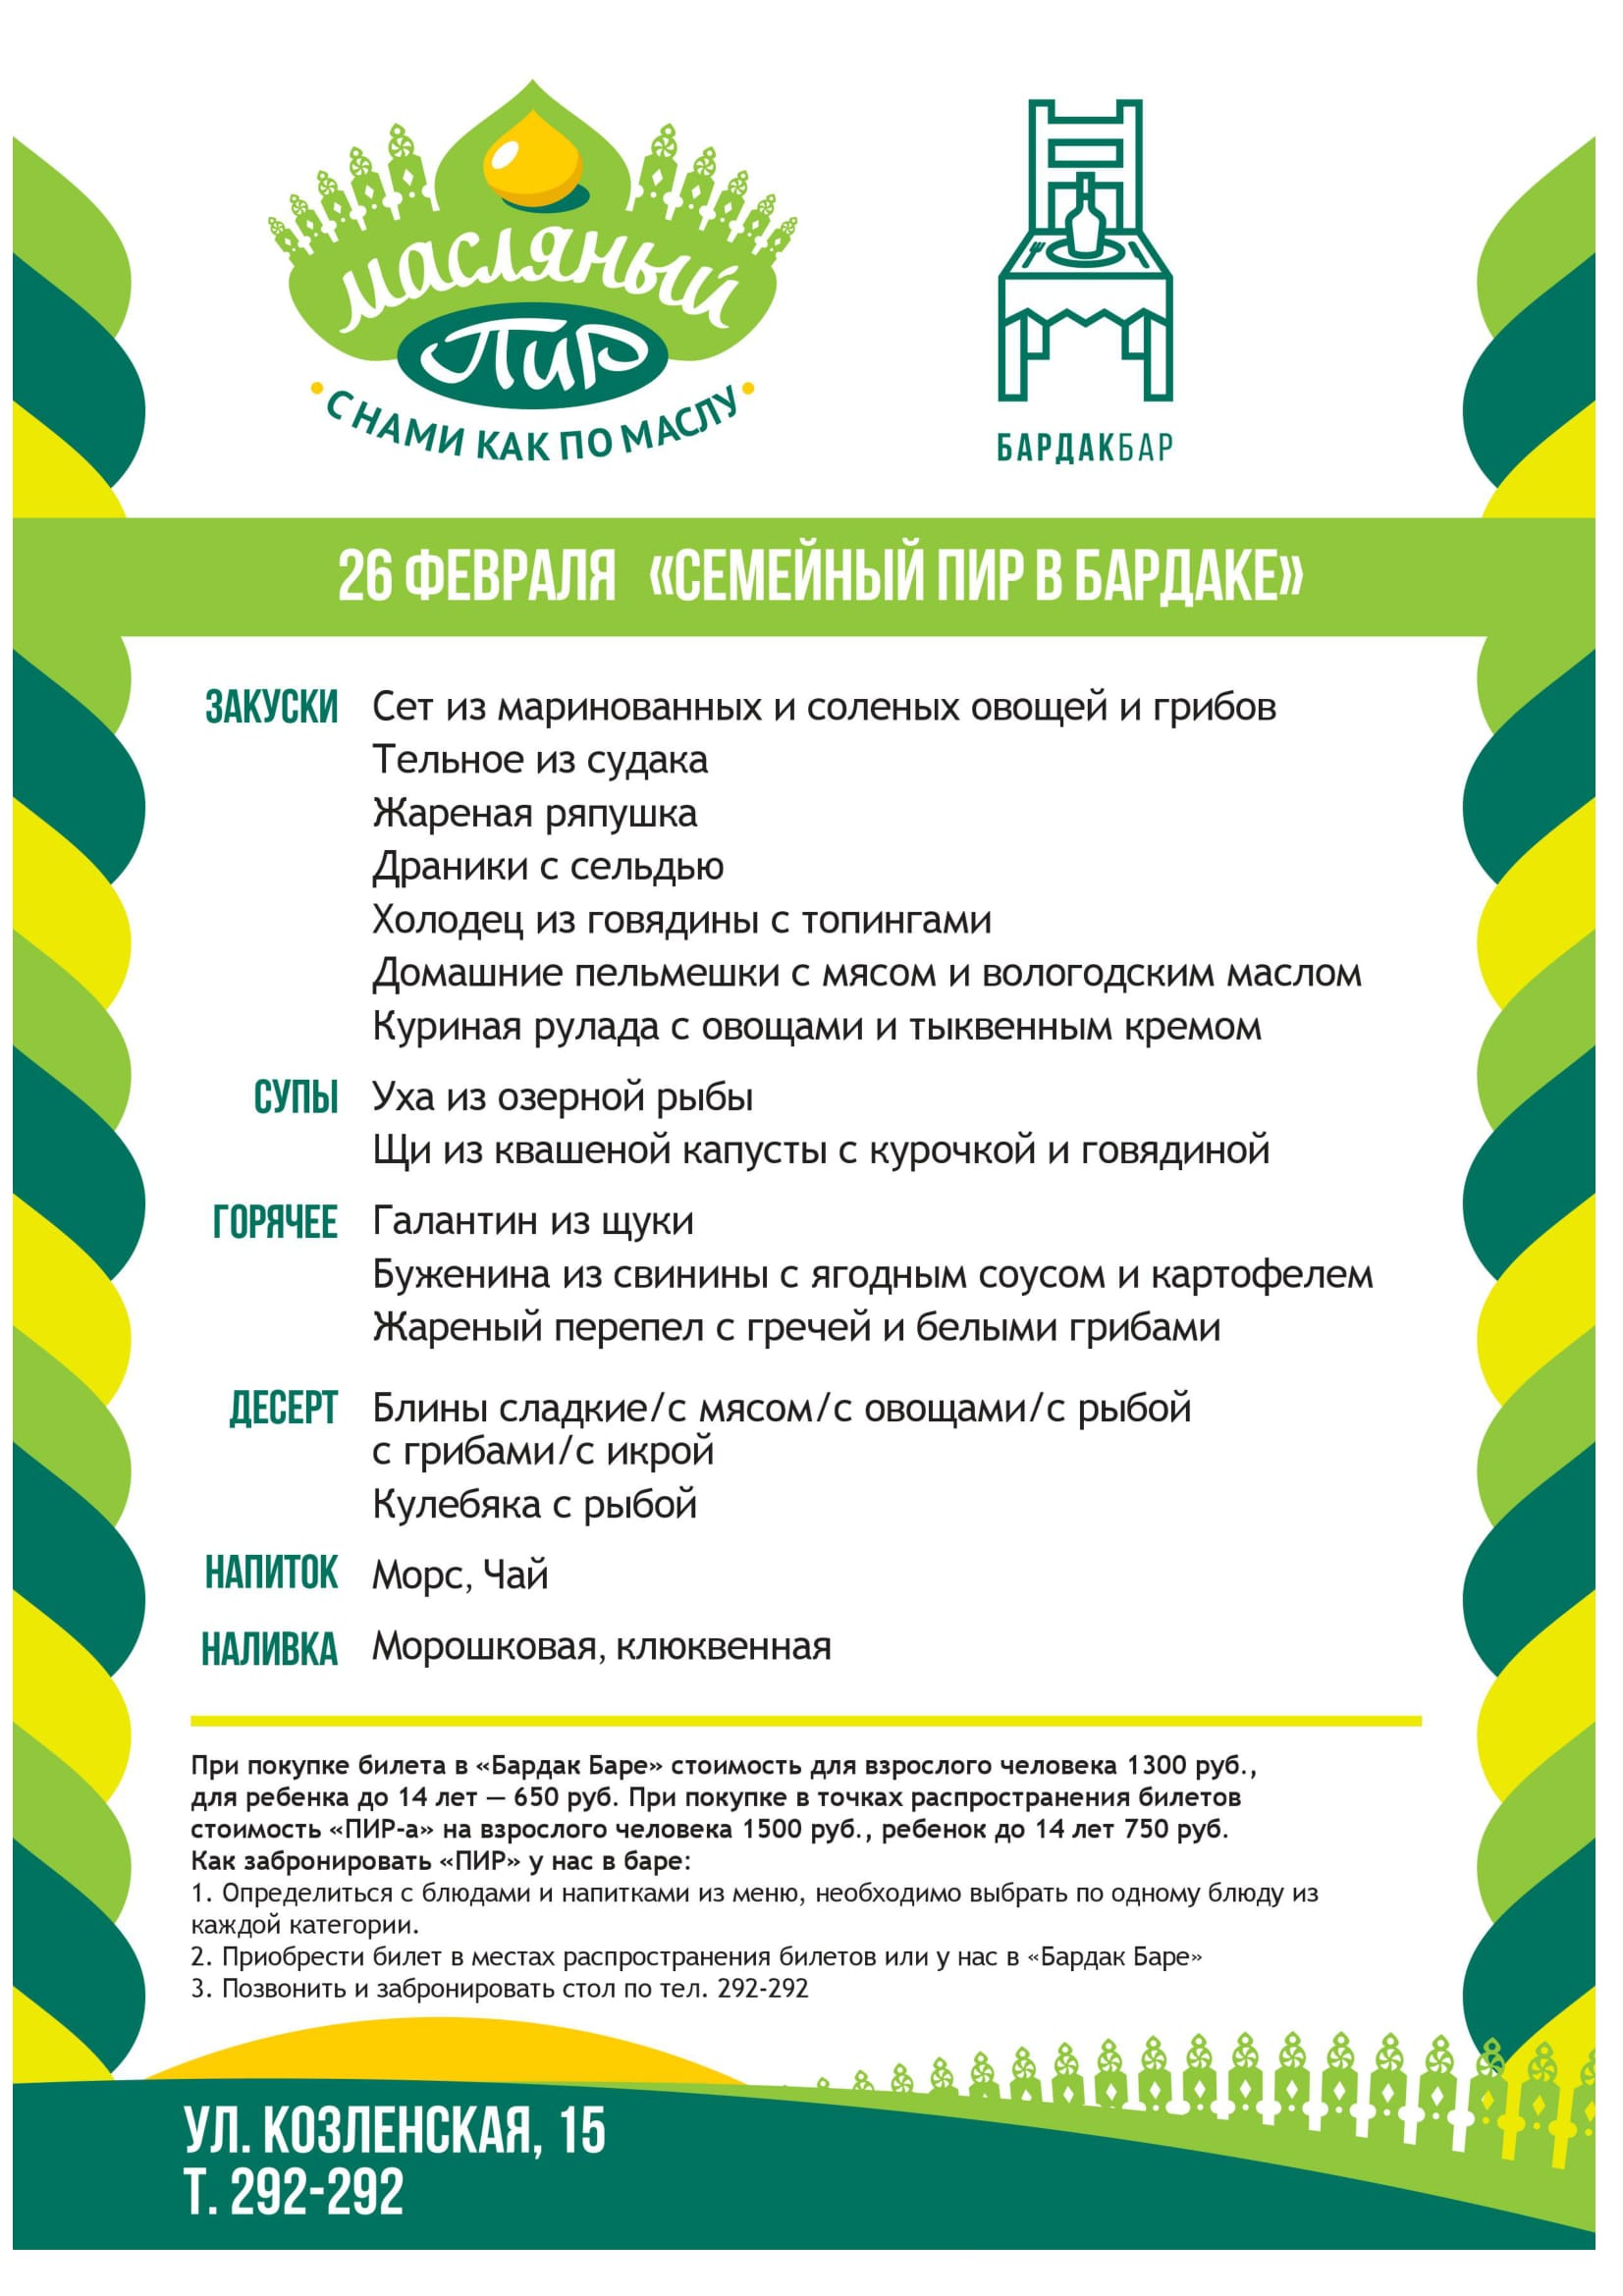 масляный
Пир
С НАМИ КАК ПО МАСЛУ
БАРДАКБАР
26 ФЕВРАЛЯ «СЕМЕЙНЫЙ ПИР В БАРДАКЕ»
ЗАКУСКИ Сет из маринованных и соленых овощей и грибов
Тельное из судака
Жареная ряпушка
Драники с сельдью
Холодец из говядины с топингами
Домашние пельмешки с мясом и вологодским маслом
Куриная рулада с овощами и тыквенным кремом
СУПЫ Уха из озерной рыбы
Щи из квашеной капусты с курочкой и говядиной
ГОРЯЧЕЕ Галантин из щуки
Буженина из свинины с ягодным соусом и картофелем
Жареный перепел с гречей и белыми грибами
ДЕСЕРТ Блины сладкие/с мясом/с овощами/с рыбой
с грибами/с икрой
Кулебяка с рыбой
НАПИТОК Морс, Чай
НАЛИВКА Морошковая, клюквенная
При покупке билета в «Бардак Баре» стоимость для взрослого человека 1300 руб.,
для ребенка до 14 лет — 650 руб. При покупке в точках распространения билетов
стоимость «ПИР-а» на взрослого человека 1500 руб., ребенок до 14 лет 750 руб.
Как забронировать «ПИР» у нас в баре:
1. Определиться с блюдами и напитками из меню, необходимо выбрать по одному блюду из
каждой категории.
2. Приобрести билет в местах распространения билетов или у нас в «Бардак Баре»
3. Позвонить и забронировать стол по тел. 292-292
УЛ. КОЗЛЕНСКАЯ, 15
Т. 292-292